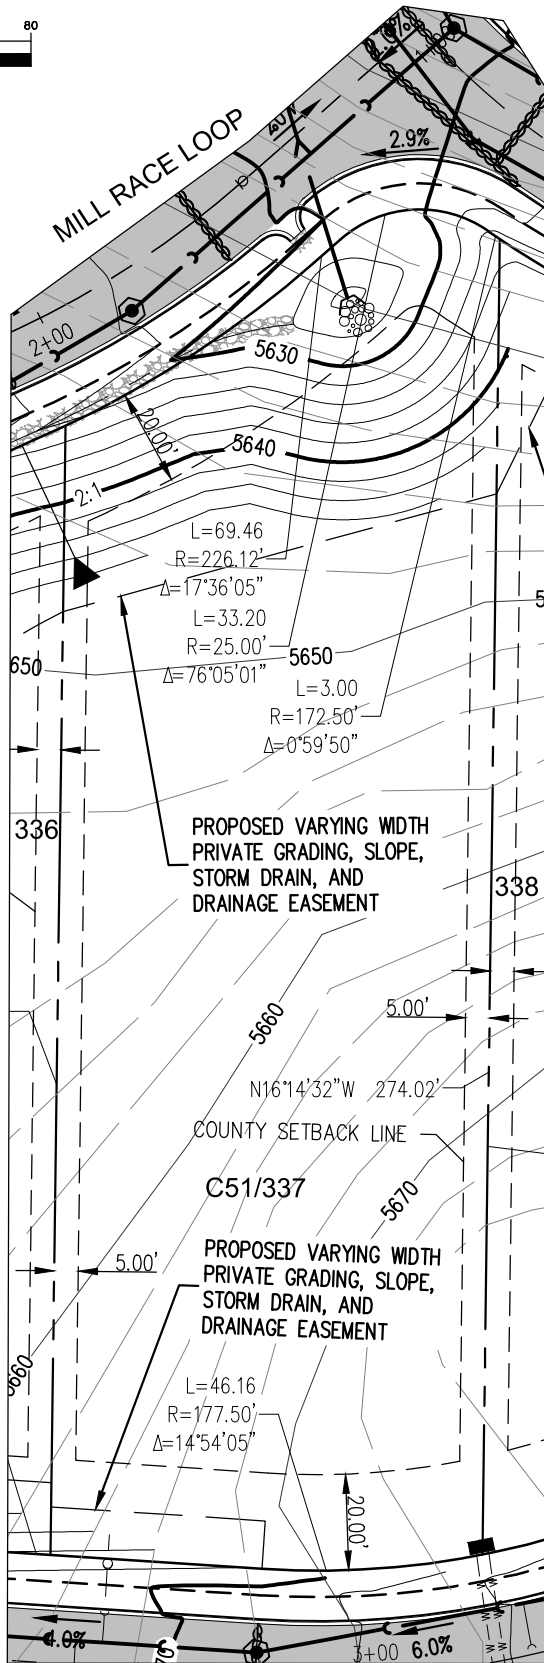 80
2.9%
MILL RACE LOOP
2+00
5630
20.00'
5640
2:1
L=69.46
R=226.12'
Δ=17°36'05"
L=33.20
R=25.00'
Δ=76°05'01"
650
5650
L=3.00
R=172.50'
Δ=0°59'50"
336
PROPOSED VARYING WIDTH
PRIVATE GRADING, SLOPE,
STORM DRAIN, AND
DRAINAGE EASEMENT
338
5660
5.00'
N16°14'32"W 274.02'
COUNTY SETBACK LINE
C51/337
5670
PROPOSED VARYING WIDTH
PRIVATE GRADING, SLOPE,
STORM DRAIN, AND
DRAINAGE EASEMENT
5.00'
5660
L=46.16
R=177.50'
Δ=14°54'05"
20.00'
4.0%
3+00
6.0%